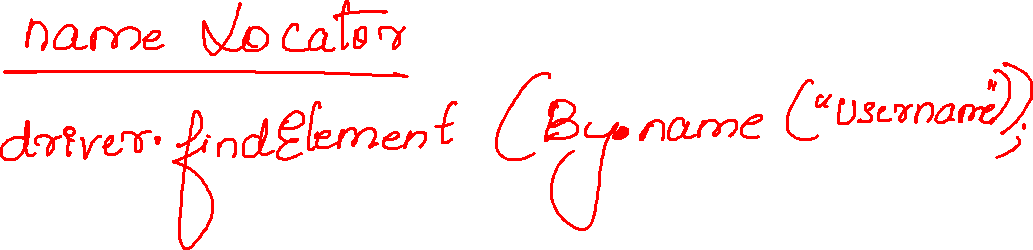 name Locator
driver.findElement (By.name ("username"));